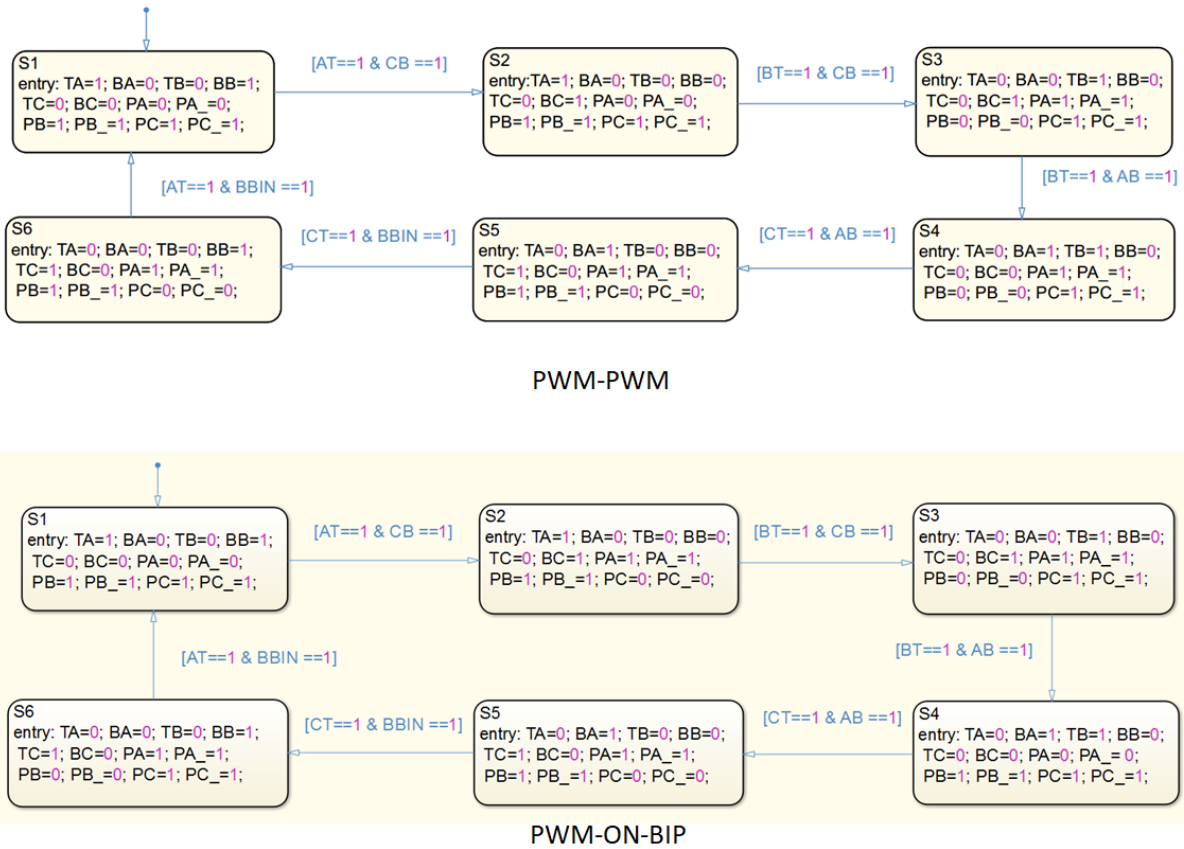 S1
entry: TA=1; BA=0; TB=0; BB=1;
TC=0; BC=0; PA=0; PA_=0;
PB=1; PB_=1; PC=1; PC_=1;
[AT==1 & CB ==1]
S2
entry:TA=1; BA=0; TB=0; BB=0;
TC=0; BC=1; PA=0; PA_=0;
PB=1; PB_=1; PC=1; PC_=1;
[BT==1 & CB ==1]
S3
entry: TA=0; BA=0; TB=1; BB=0;
TC=0; BC=1; PA=1; PA_=1;
PB=0; PB_=0; PC=1; PC_=1;
[BT==1 & AB ==1]
S4
entry: TA=0; BA=1; TB=1; BB=0;
TC=0; BC=0; PA=1; PA_=1;
PB=0; PB_=0; PC=1; PC_=1;
[CT==1 & AB ==1]
S5
entry: TA=0; BA=1; TB=0; BB=0;
TC=1; BC=0; PA=1; PA_=1;
PB=1; PB_=1; PC=0; PC_=0;
[CT==1 & BBIN ==1]
S6
entry: TA=0; BA=0; TB=0; BB=1;
TC=1; BC=0; PA=1; PA_=1;
PB=1; PB_=1; PC=0; PC_=0;
[AT==1 & BBIN ==1]
PWM-PWM
S1
entry: TA=1; BA=0; TB=0; BB=1;
TC=0; BC=0; PA=0; PA_=0;
PB=1; PB_=1; PC=1; PC_=1;
[AT==1 & CB ==1]
S2
entry: TA=1; BA=0; TB=0; BB=0;
TC=0; BC=1; PA=1; PA_=1;
PB=1; PB_=1; PC=0; PC_=0;
[BT==1 & CB ==1]
S3
entry: TA=0; BA=0; TB=1; BB=0;
TC=0; BC=1; PA=1; PA_=1;
PB=0; PB_=0; PC=1; PC_=1;
[BT==1 & AB ==1]
S4
entry: TA=0; BA=1; TB=1; BB=0;
TC=0; BC=0; PA=0; PA_= 0;
PB=1; PB_=1; PC=1; PC_=1;
[CT==1 & AB ==1]
S5
entry: TA=0; BA=1; TB=0; BB=0;
TC=1; BC=0; PA=1; PA_=1;
PB=1; PB_=1; PC=0; PC_=0;
[CT==1 & BBIN ==1]
S6
entry: TA=0; BA=0; TB=0; BB=1;
TC=1; BC=0; PA=1; PA_=1;
PB=0; PB_=0; PC=1; PC_=1;
[AT==1 & BBIN ==1]
PWM-ON-BIP